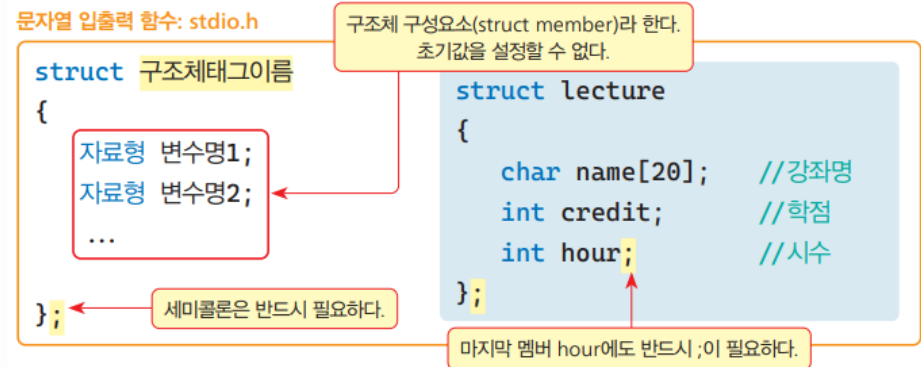 문자열 입출력 함수: stdio.h
구조체 구성요소(struct member)라 한다.
초기값을 설정할 수 없다.
struct 구조체태그이름
{
자료형 변수명1;
자료형 변수명2;
...
};
세미콜론은 반드시 필요하다.
struct lecture
{
char name[20]; //강좌명
int credit; //학점
int hour; //시수
};
마지막 멤버 hour에도 반드시 ;이 필요하다.